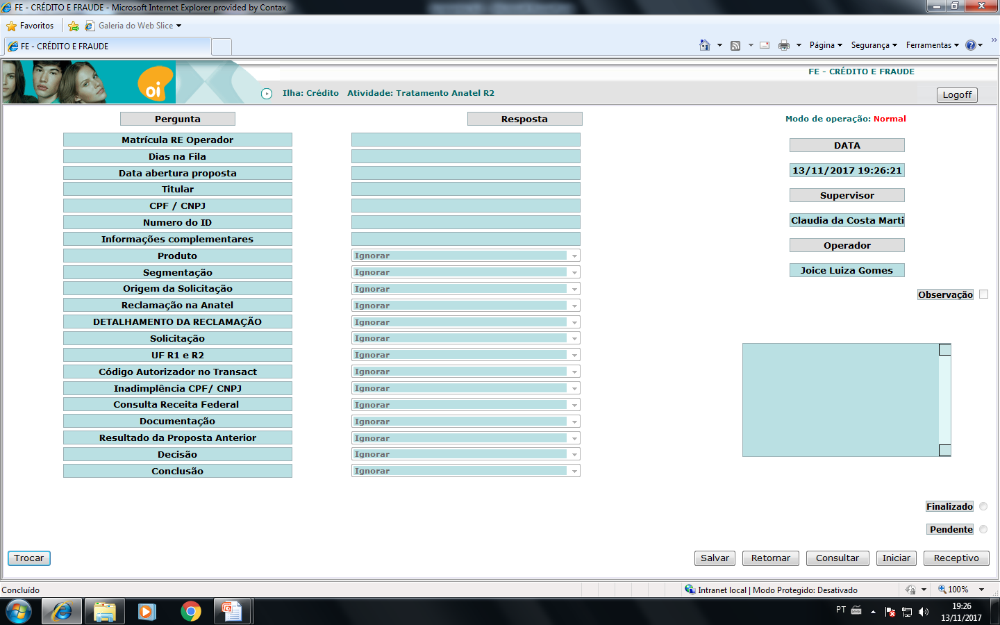 FE - CRÉDITO E FRAUDE - Microsoft Internet Explorer provided by Contax
Favoritos
Galeria do Web Slice
FE - CRÉDITO E FRAUDE
Página
Segurança
Ferramentas
»
FE - CRÉDITO E FRAUDE
oi
Ilha: Crédito Atividade: Tratamento Anatel R2
Logoff
Pergunta
Resposta
Modo de operação: Normal
Matrícula RE Operador
Dias na Fila
Data abertura proposta
Titular
CPF / CNPJ
Numero do ID
Informações complementares
Produto
Ignorar
Segmentação
Ignorar
Origem da Solicitação
Ignorar
Reclamação na Anatel
Ignorar
DETALHAMENTO DA RECLAMAÇÃO
Ignorar
Solicitação
Ignorar
UF R1 e R2
Ignorar
Código Autorizador no Transact
Ignorar
Inadimplência CPF/ CNPJ
Ignorar
Consulta Receita Federal
Ignorar
Documentação
Ignorar
Resultado da Proposta Anterior
Ignorar
Decisão
Ignorar
Conclusão
Ignorar
DATA
13/11/2017 19:26:21
Supervisor
Claudia da Costa Marti
Operador
Joice Luiza Gomes
Observação
Finalizado
Pendente
Trocar
Salvar
Retornar
Consultar
Iniciar
Receptivo
Concluído
Intranet local | Modo Protegido: Desativado
100%
PT
19:26
13/11/2017